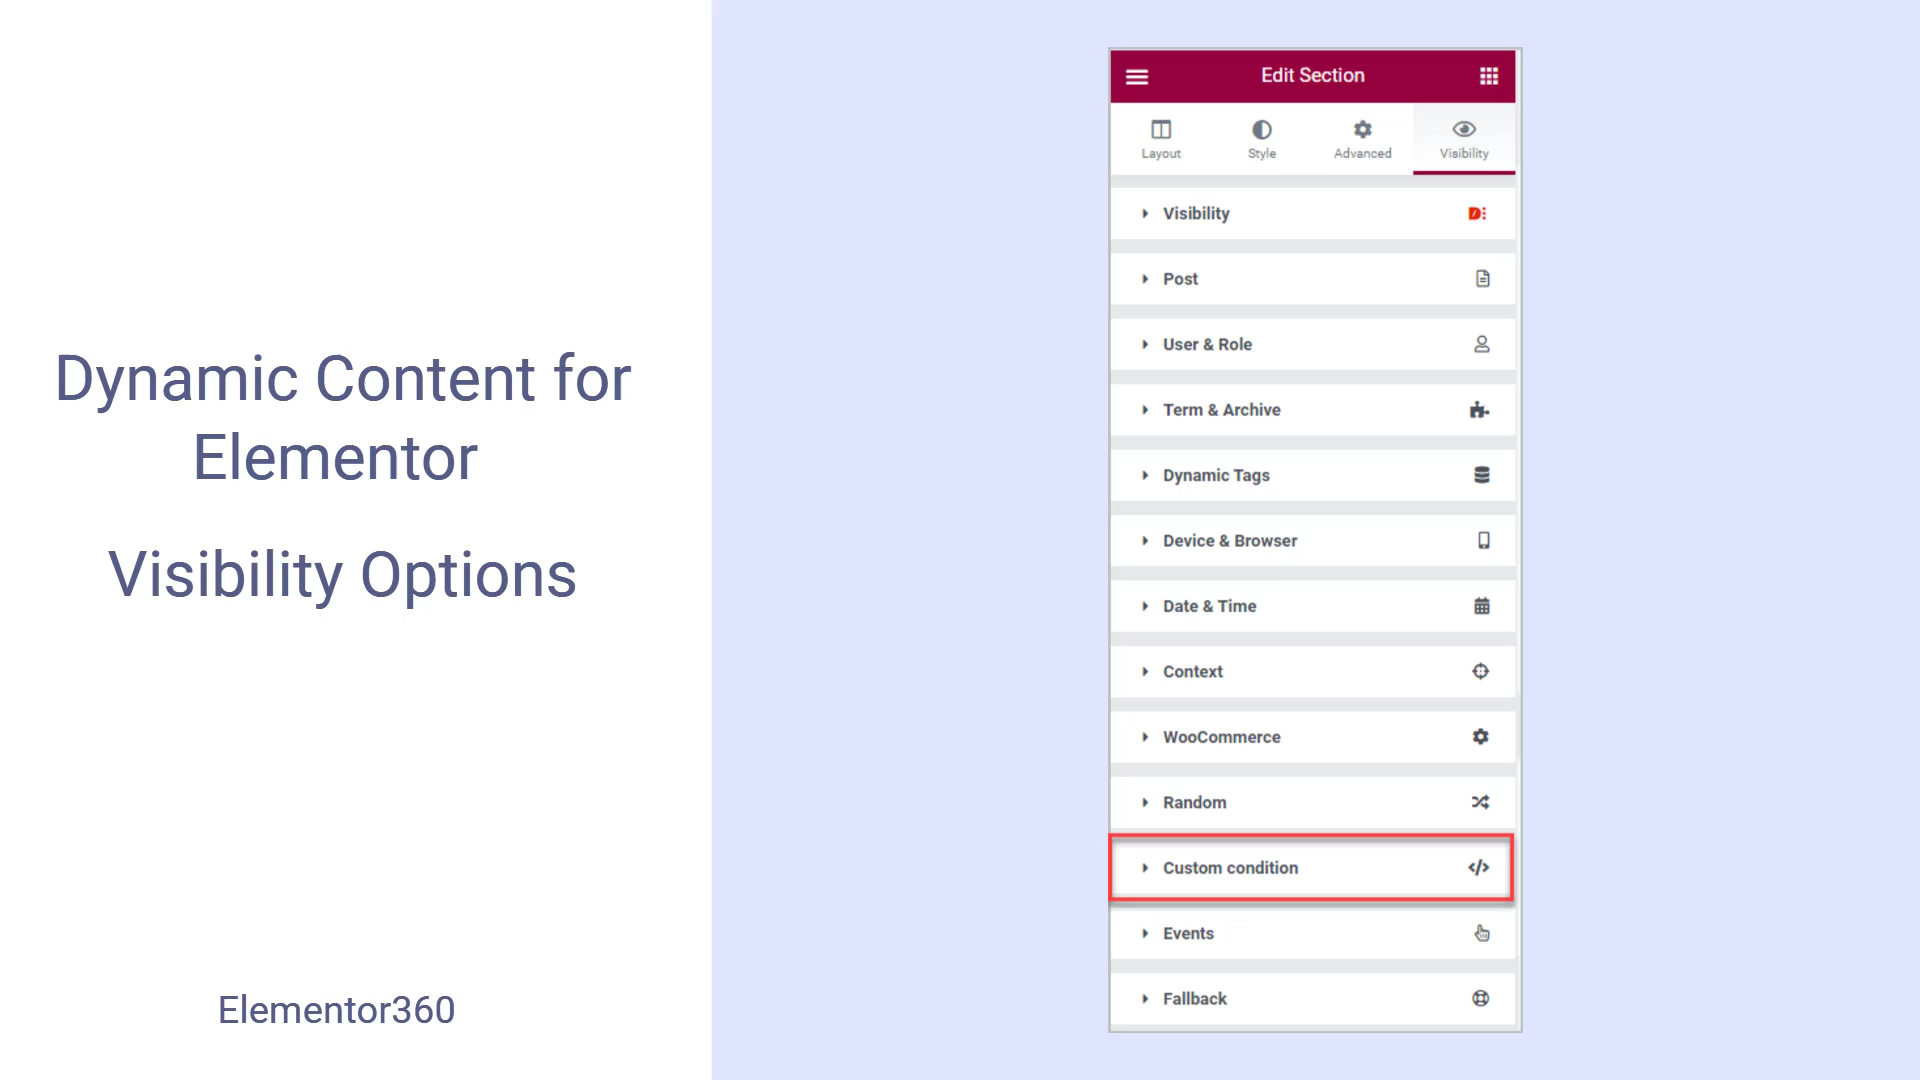 Dynamic Content for
Elementor
Visibility Options
Elementor360
Edit Section
Layout
Style
Advanced
Visibility
Visibility
Post
User & Role
Term & Archive
Dynamic Tags
Device & Browser
Date & Time
Context
WooCommerce
Random
Custom condition
Events
Fallback